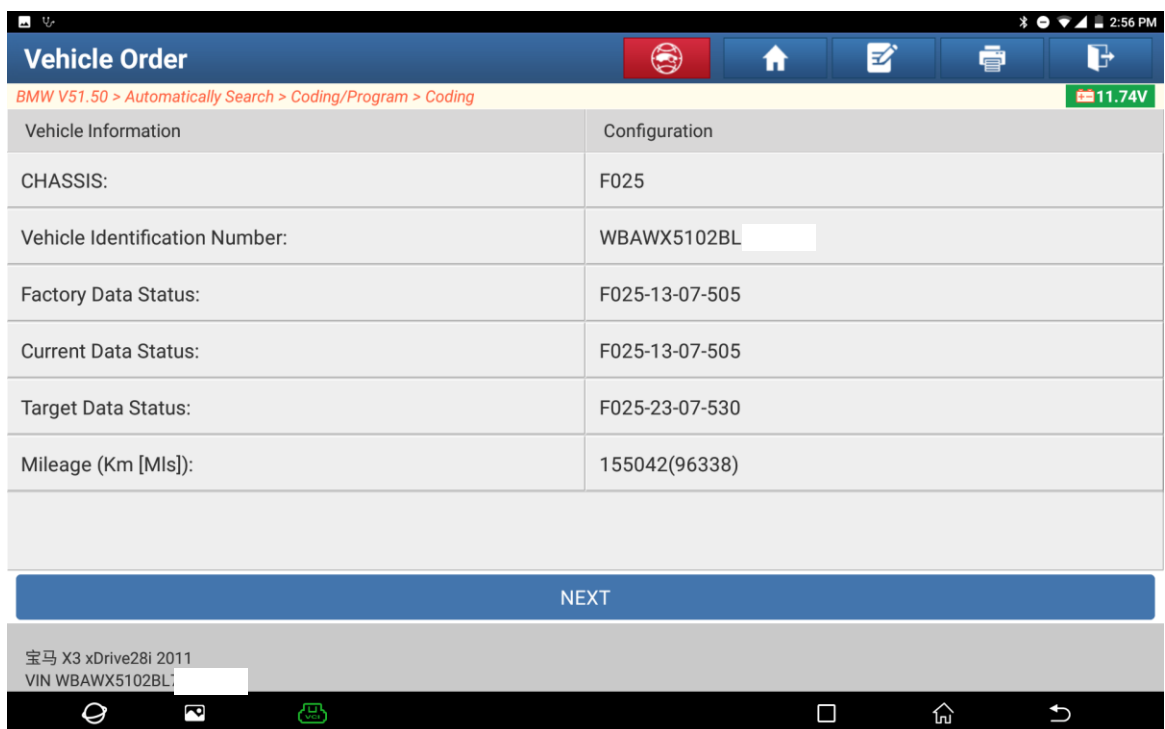 2:56 PM
Vehicle Order
BMW V51.50 > Automatically Search > Coding/Program > Coding
11.74V
Vehicle Information Configuration
CHASSIS: F025
Vehicle Identification Number: WBAWX5102BL
Factory Data Status: F025-13-07-505
Current Data Status: F025-13-07-505
Target Data Status: F025-23-07-530
Mileage (Km [Mls]): 155042(96338)
NEXT
宝马 X3 xDrive28i 2011
VIN WBAWX5102BL
VCI